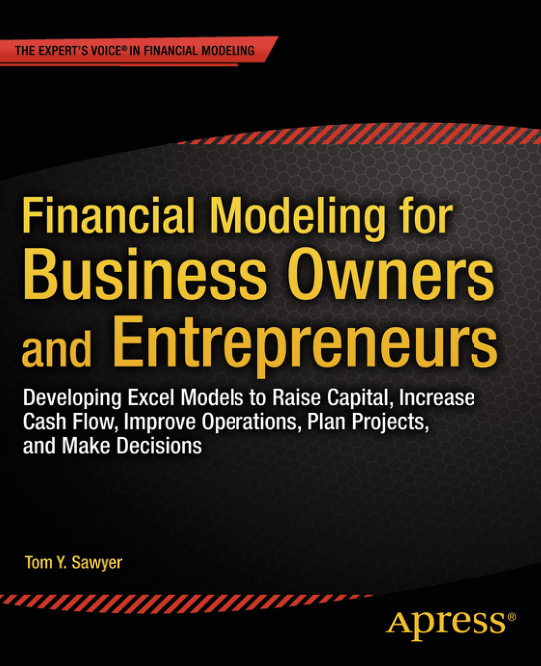 THE EXPERT'S VOICE® IN FINANCIAL MODELING
Financial Modeling for
Business Owners
and Entrepreneurs
Developing Excel Models to Raise Capital, Increase
Cash Flow, Improve Operations, Plan Projects,
and Make Decisions
Tom Y. Sawyer
Apress®